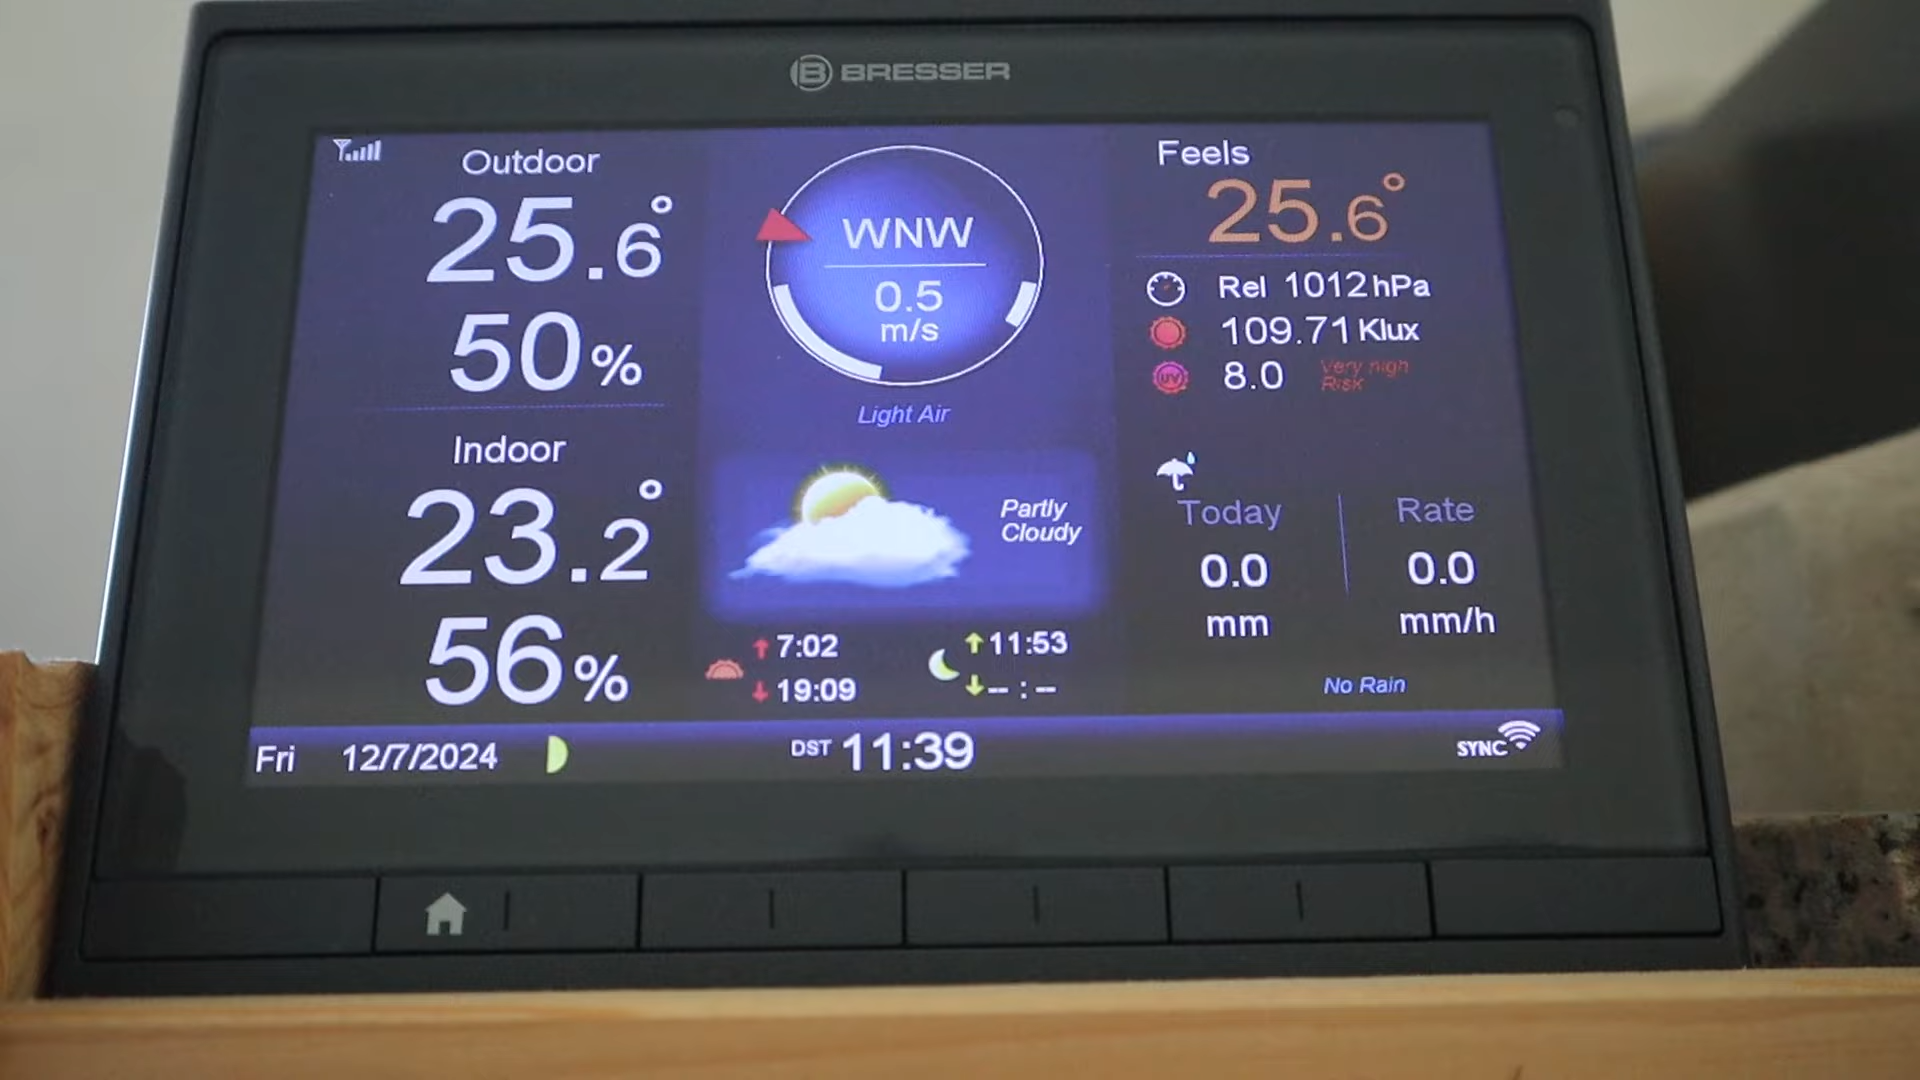 BRESSER
Outdoor
25.6°
50%
Indoor
23.2°
56%
WNW
0.5
m/s
Light Air
Partly
Cloudy
7:02
19:09
11:53
-- : --
Feels
25.6°
Rel 1012hPa
109.71Klux
UV 8.0 Very high
Risk
Today
0.0
mm
Rate
0.0
mm/h
No Rain
Fri 12/7/2024 DST 11:39 SYNC